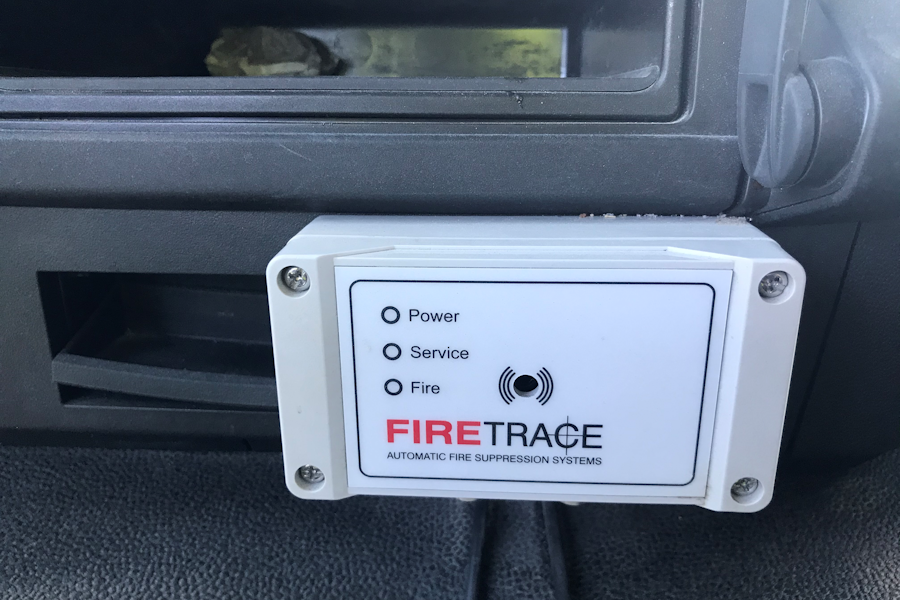 Power
Service
Fire
FIRETRACE
AUTOMATIC FIRE SUPPRESSION SYSTEMS